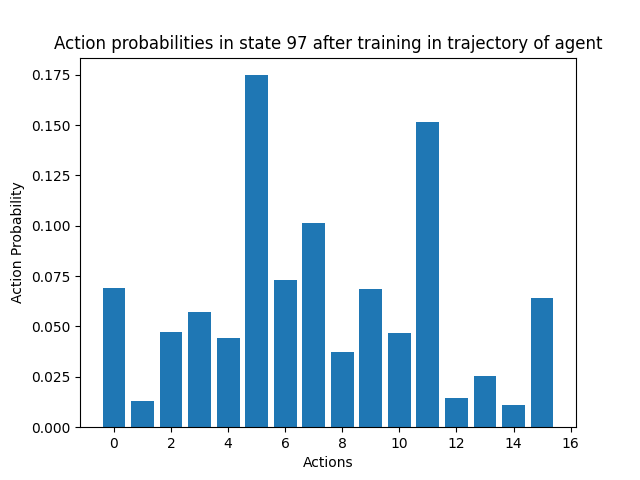 Action probabilities in state 97 after training in trajectory of agent
0.175
0.150
0.125
0.100
0.075
0.050
0.025
0.000
Action Probability
0 2 4 6 8 10 12 14 16
Actions